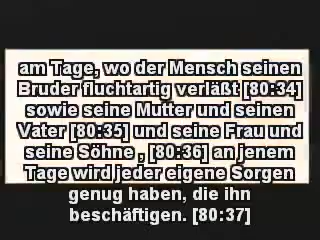 am Tage, wo der Mensch seinen
Bruder fluchtartig verläßt [80:34]
sowie seine Mutter und seinen
Vater [80:35] und seine Frau und
seine Söhne , [80:36] an jenem
Tage wird jeder eigene Sorgen
genug haben, die ihn
beschäftigen. [80:37]